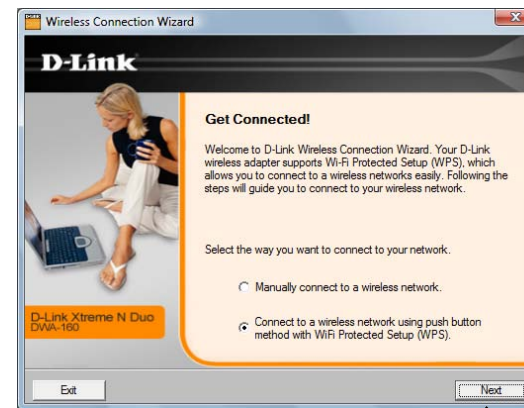 Wireless Connection Wizard
D-Link
Get Connected!
Welcome to D-Link Wireless Connection Wizard. Your D-Link
wireless adapter supports Wi-Fi Protected Setup (WPS), which
allows you to connect to a wireless networks easily. Following the
steps will guide you to connect to your wireless network.
Select the way you want to connect to your network.
Manually connect to a wireless network.
Connect to a wireless network using push button
method with WiFi Protected Setup (WPS).
D-Link Xtreme N Duo
DWA-160
Exit
Next